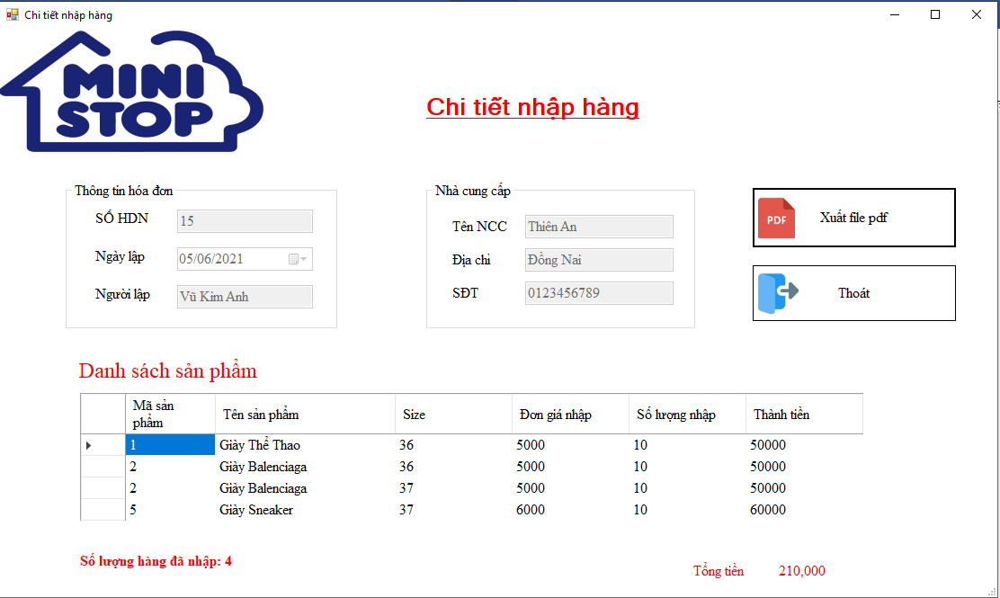 Chi tiết nhập hàng
MINI
STOP
Chi tiết nhập hàng
Thông tin hóa đơn
SỐ HDN 15
Ngày lập 05/06/2021
Người lập Vũ Kim Anh
Nhà cung cấp
Tên NCC Thiên An
Địa chỉ Đồng Nai
SĐT 0123456789
PDF Xuất file pdf
Thoát
Danh sách sản phẩm
Mã sản phẩm Tên sản phẩm Size Đơn giá nhập Số lượng nhập Thành tiền
1 Giày Thể Thao 36 5000 10 50000
2 Giày Balenciaga 36 5000 10 50000
2 Giày Balenciaga 37 5000 10 50000
5 Giày Sneaker 37 6000 10 60000
Số lượng hàng đã nhập: 4
Tổng tiền 210,000